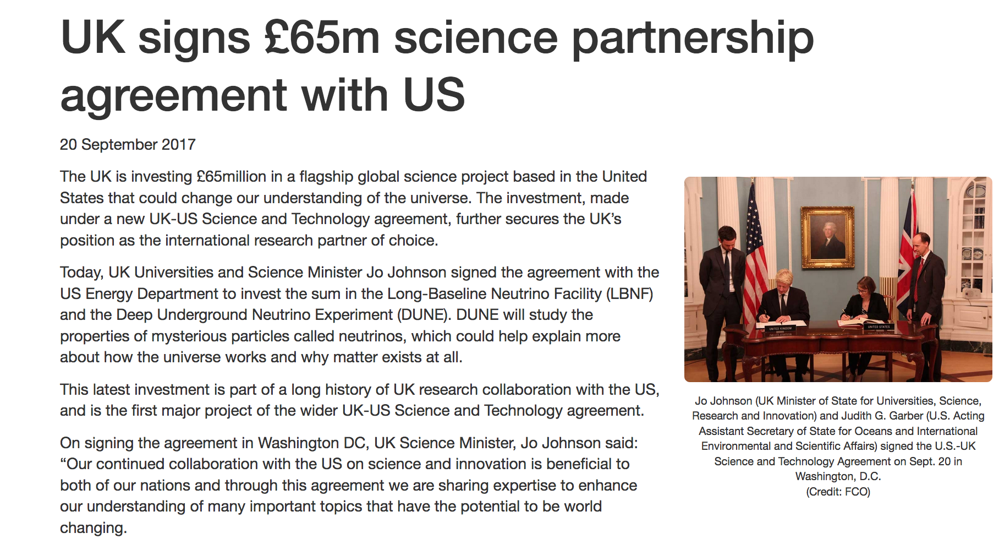 UK signs £65m science partnership
agreement with US
20 September 2017
The UK is investing £65million in a flagship global science project based in the United
States that could change our understanding of the universe. The investment, made
under a new UK-US Science and Technology agreement, further secures the UK’s
position as the international research partner of choice.
Today, UK Universities and Science Minister Jo Johnson signed the agreement with the
US Energy Department to invest the sum in the Long-Baseline Neutrino Facility (LBNF)
and the Deep Underground Neutrino Experiment (DUNE). DUNE will study the
properties of mysterious particles called neutrinos, which could help explain more
about how the universe works and why matter exists at all.
This latest investment is part of a long history of UK research collaboration with the US,
and is the first major project of the wider UK-US Science and Technology agreement.
On signing the agreement in Washington DC, UK Science Minister, Jo Johnson said:
“Our continued collaboration with the US on science and innovation is beneficial to
both of our nations and through this agreement we are sharing expertise to enhance
our understanding of many important topics that have the potential to be world
changing.
UNITED KINGDOM
UNITED STATES
Jo Johnson (UK Minister of State for Universities, Science,
Research and Innovation) and Judith G. Garber (U.S. Acting
Assistant Secretary of State for Oceans and International
Environmental and Scientific Affairs) signed the U.S.-UK
Science and Technology Agreement on Sept. 20 in
Washington, D.C.
(Credit: FCO)